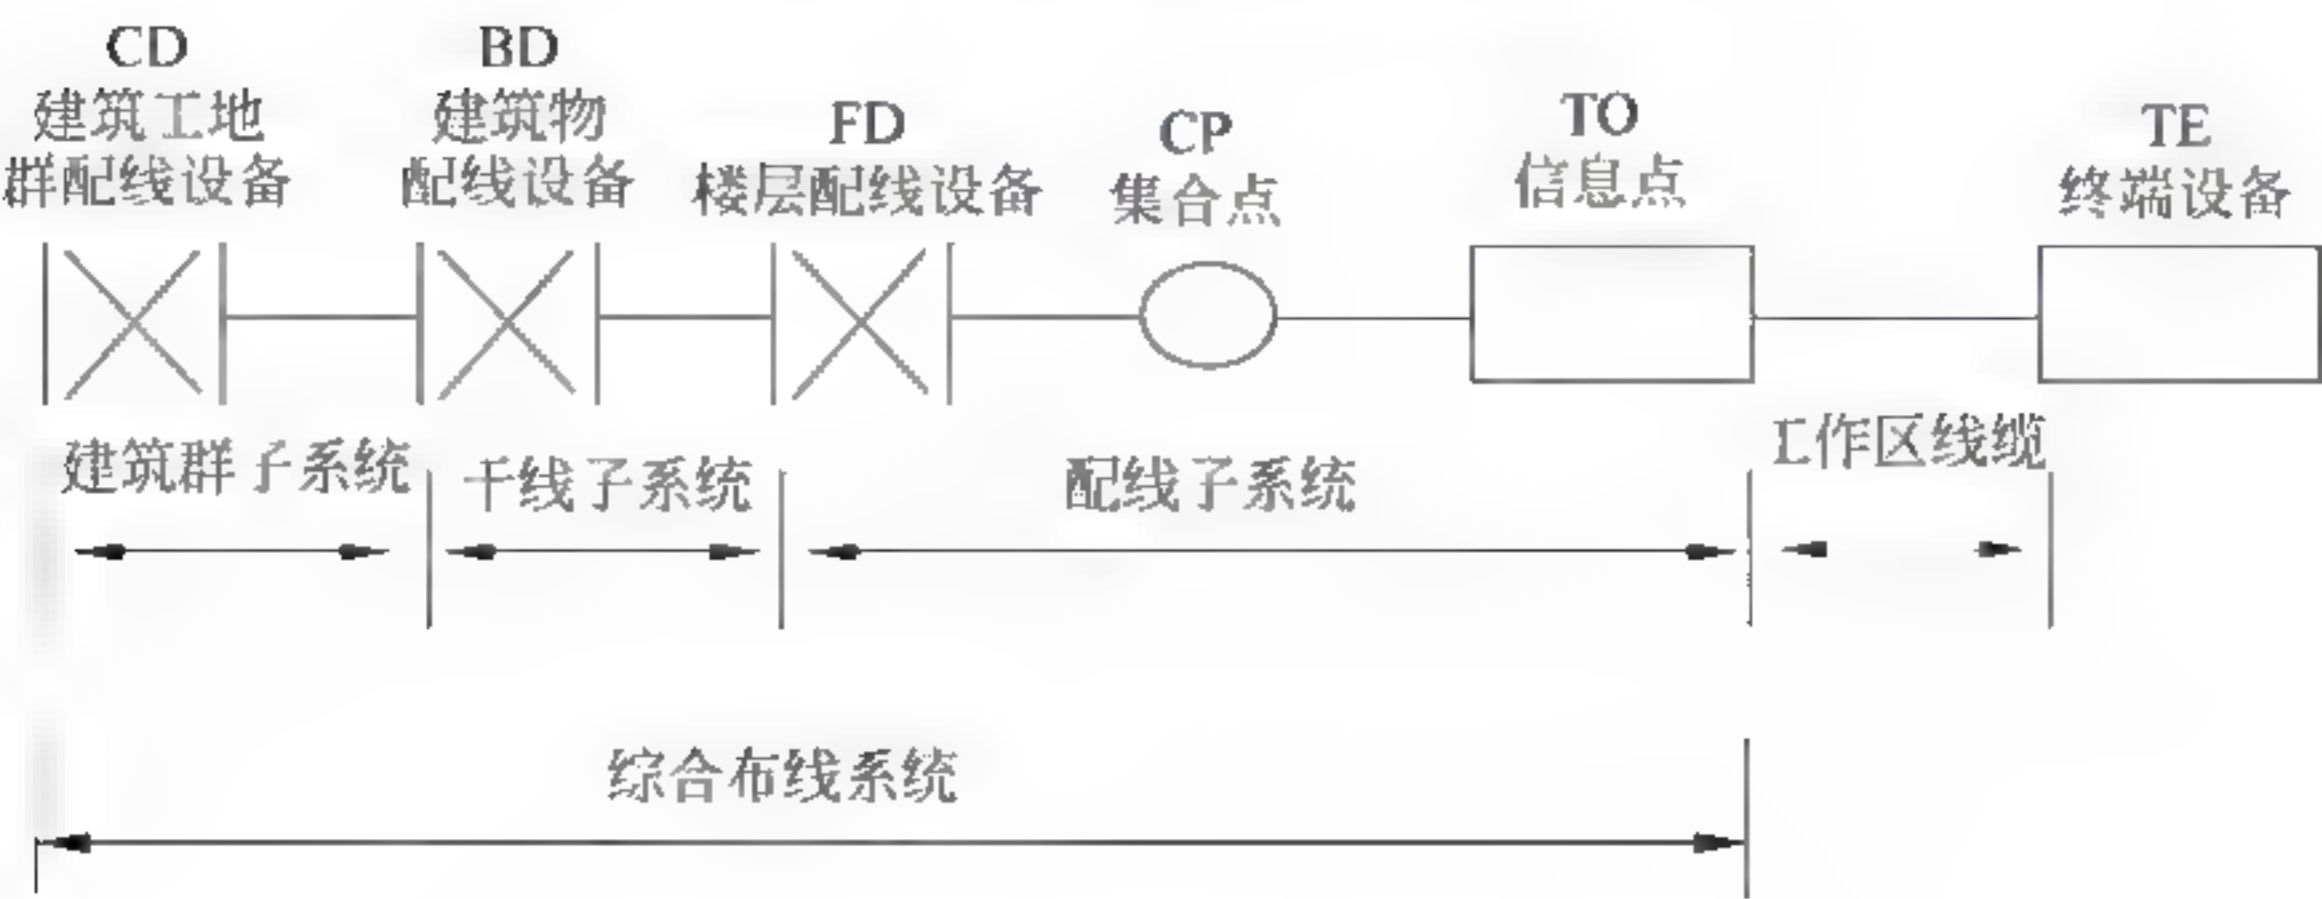 CD
建筑工地
群配线设备
BD
建筑物
配线设备
FD
楼层配线设备
CP
集合点
TO
信息点
TE
终端设备
建筑群子系统
干线子系统
配线子系统
工作区线缆
综合布线系统